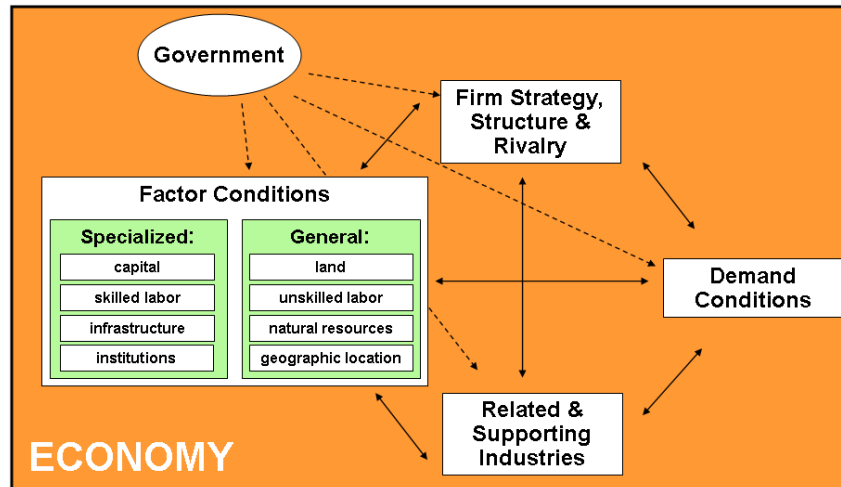 Government
Firm Strategy,
Structure &
Rivalry
Factor Conditions
Specialized:
capital
skilled labor
infrastructure
institutions
General:
land
unskilled labor
natural resources
geographic location
Demand
Conditions
Related &
Supporting
Industries
ECONOMY